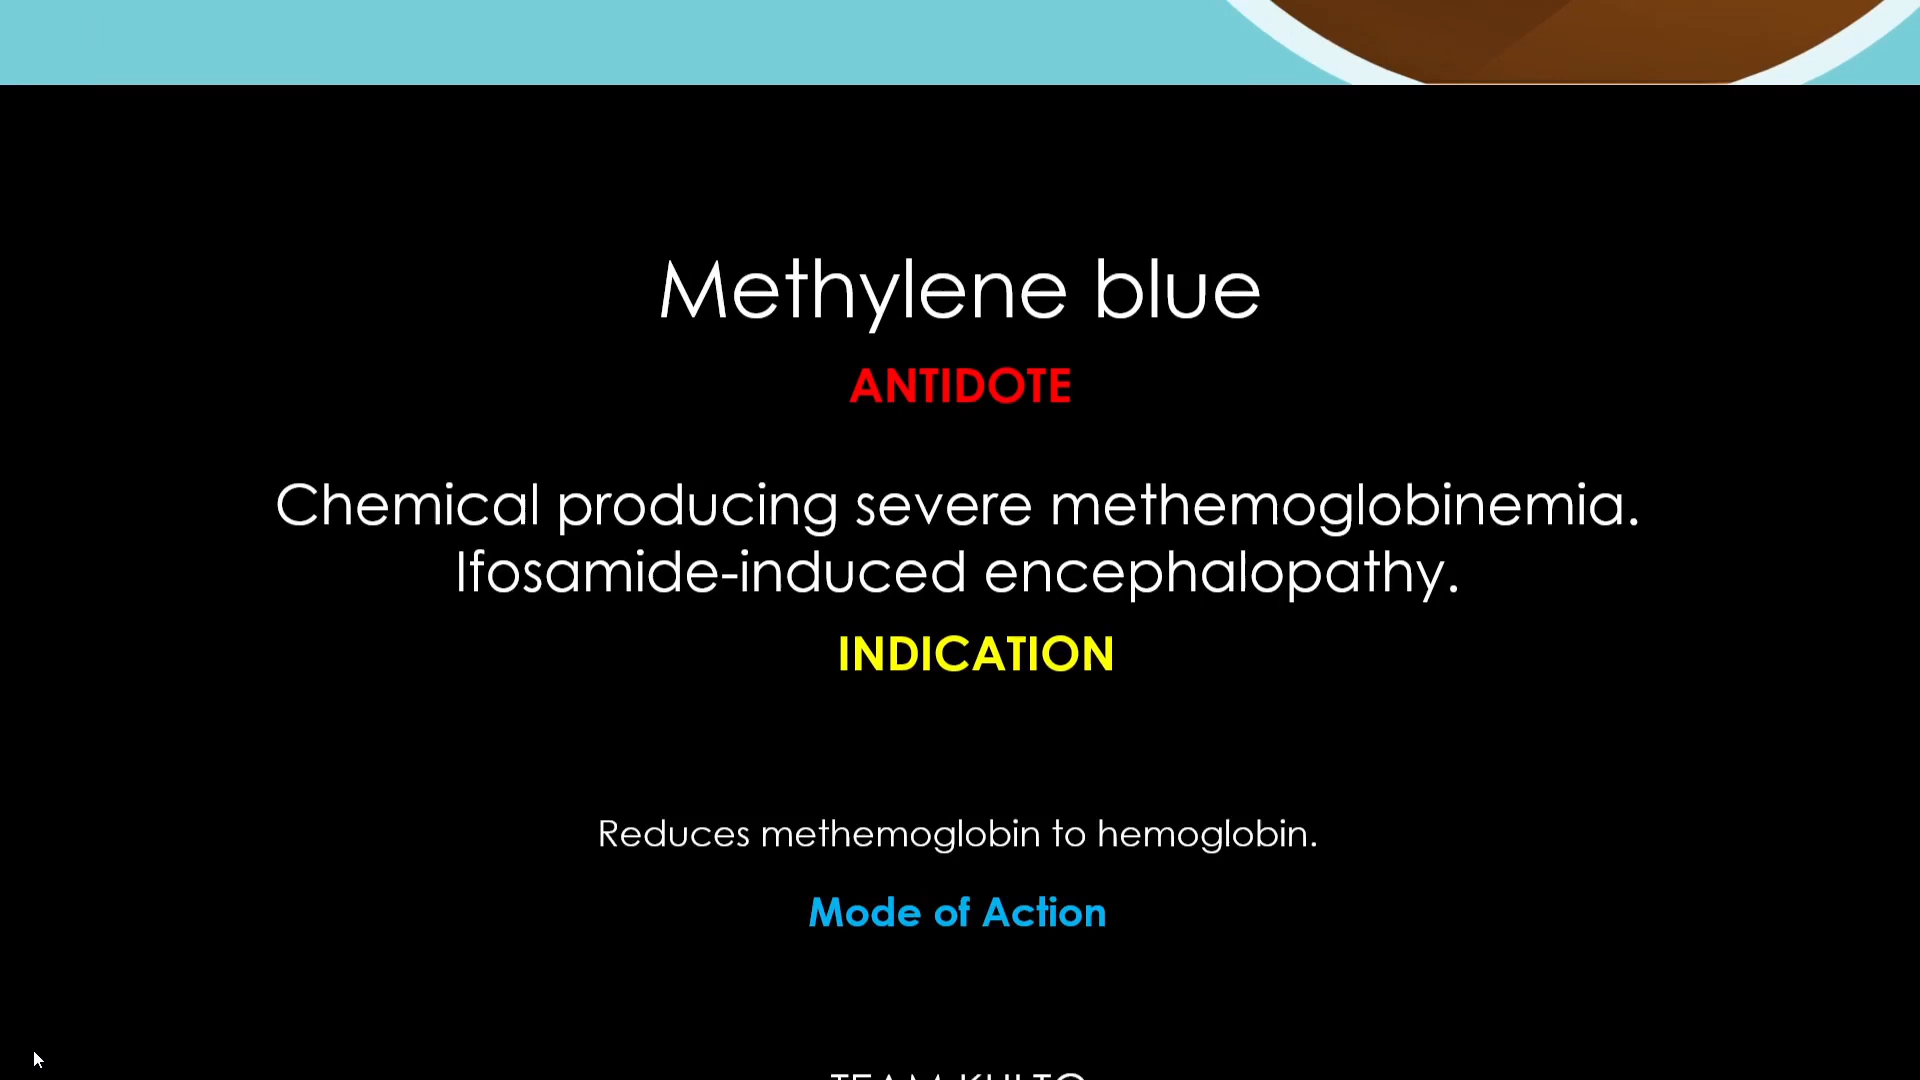 Methylene blue
ANTIDOTE
Chemical producing severe methemoglobinemia.
Ifosamide-induced encephalopathy.
INDICATION
Reduces methemoglobin to hemoglobin.
Mode of Action